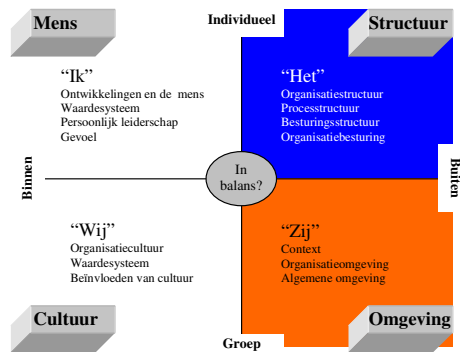 Mens
Individueel
Structuur
“Ik”
Ontwikkelingen en de mens
Waardesysteem
Persoonlijk leiderschap
Gevoel
“Het”
Organisatiestructuur
Processtructuur
Besturingsstructuur
Organisatiebesturing
Binnen
In
balans?
Buiten
“Wij”
Organisatiecultuur
Waardesysteem
Beïnvloeden van cultuur
“Zij”
Context
Organisatieomgeving
Algemene omgeving
Cultuur
Groep
Omgeving